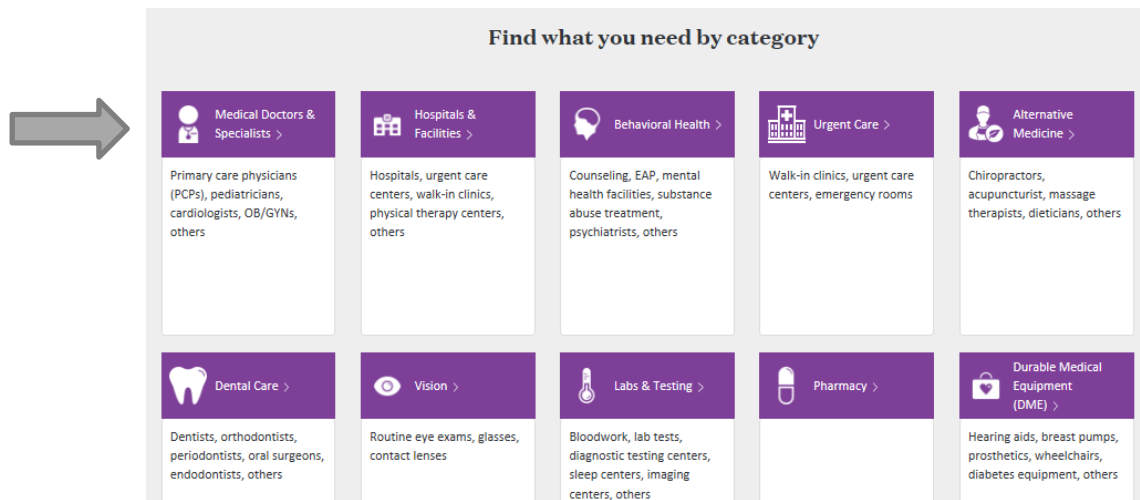 Find what you need by category
Medical Doctors &
Specialists >
Primary care physicians
(PCPs), pediatricians,
cardiologists, OB/GYNs,
others
Hospitals &
Facilities >
Hospitals, urgent care
centers, walk-in clinics,
physical therapy centers,
others
Behavioral Health >
Counseling, EAP, mental
health facilities, substance
abuse treatment,
psychiatrists, others
Urgent Care >
Walk-in clinics, urgent care
centers, emergency rooms
Alternative
Medicine >
Chiropractors,
acupuncturist, massage
therapists, dieticians, others
Dental Care >
Dentists, orthodontists,
periodontists, oral surgeons,
endodontists, others
Vision >
Routine eye exams, glasses,
contact lenses
Labs & Testing >
Bloodwork, lab tests,
diagnostic testing centers,
sleep centers, imaging
centers, others
Pharmacy >
Durable Medical
Equipment
(DME) >
Hearing aids, breast pumps,
prosthetics, wheelchairs,
diabetes equipment, others